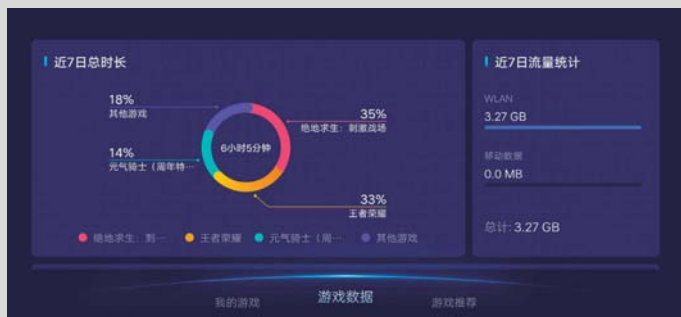 近7日总时长
18%
其他游戏
35%
绝地求生：刺激战场
6小时5分钟
14%
元气骑士（周年特…
33%
王者荣耀
绝地求生：刺…
王者荣耀
元气骑士（周…
其他游戏
近7日流量统计
WLAN
3.27 GB
移动数据
0.0 MB
总计: 3.27 GB
我的游戏
游戏数据
游戏推荐